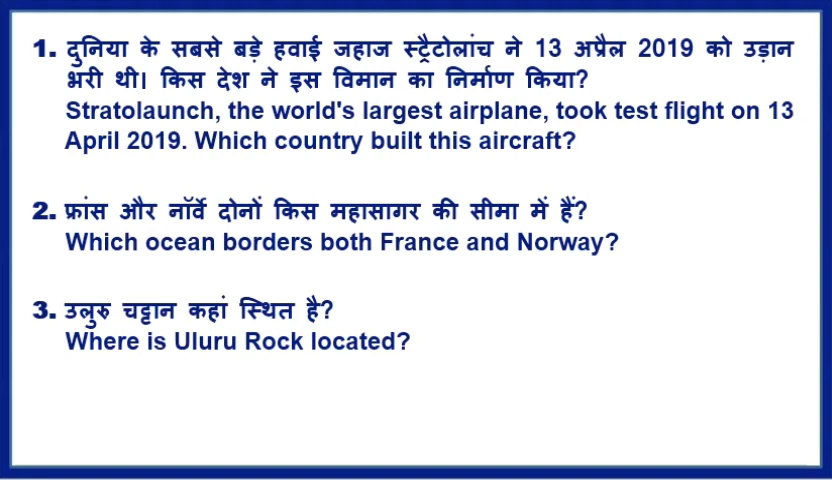 1. दुनिया के सबसे बड़े हवाई जहाज स्ट्रैटोलांच ने 13 अप्रैल 2019 को उड़ान
भरी थी। किस देश ने इस विमान का निर्माण किया?
Stratolaunch, the world's largest airplane, took test flight on 13
April 2019. Which country built this aircraft?
2. फ्रांस और नॉर्वे दोनों किस महासागर की सीमा में हैं?
Which ocean borders both France and Norway?
3. उलुरु चट्टान कहां स्थित है?
Where is Uluru Rock located?